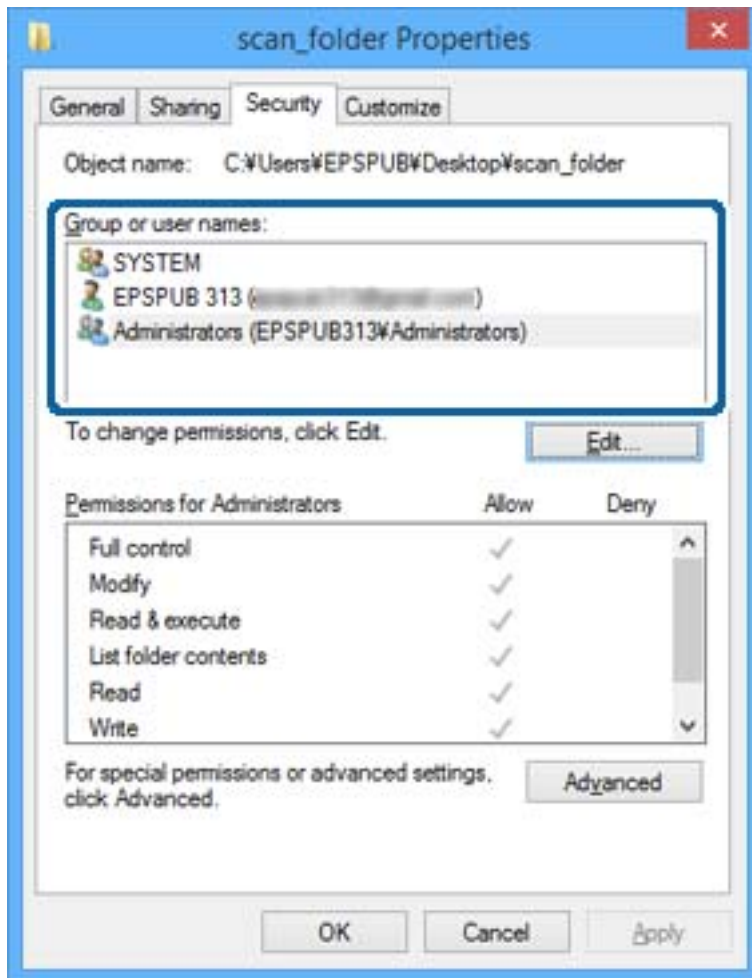 scan_folder Properties
General Sharing Security Customize
Object name: C:¥Users¥EPSPUB¥Desktop¥scan_folder
Group or user names:
SYSTEM
EPSPUB 313 ( )
Administrators (EPSPUB313¥Administrators)
To change permissions, click Edit.
Edit...
Permissions for Administrators Allow Deny
Full control
Modify
Read & execute
List folder contents
Read
Write
For special permissions or advanced settings,
click Advanced.
Advanced
OK Cancel Apply